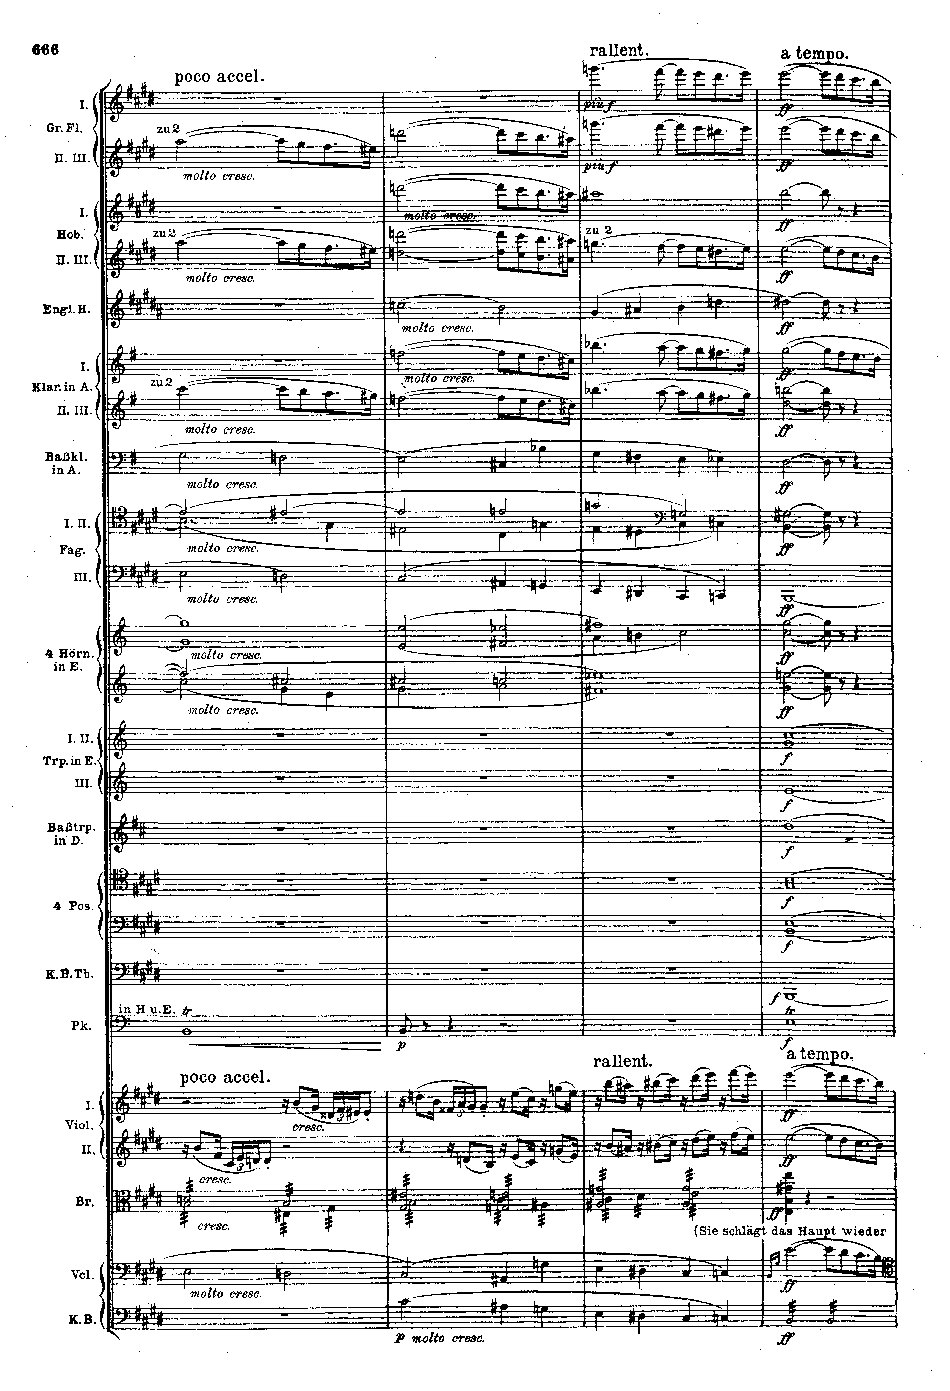 666
rallent.
a tempo.
poco accel.
I.
più f
ff
Gr. Fl.
zu 2
II. III.
molto cresc.
più f
ff
I.
molto cresc.
ff
Hob.
zu 2
zu 2
II. III.
molto cresc.
ff
Engl. H.
molto cresc.
ff
I.
molto cresc.
ff
Klar. in A.
zu 2
II. III.
molto cresc.
ff
Baßkl.
in A.
molto cresc.
ff
I. II.
molto cresc.
ff
Fag.
III.
molto cresc.
ff
4 Hörn.
in E.
molto cresc.
ff
molto cresc.
ff
I. II.
f
Trp. in E.
III.
f
Baßtrp.
in D.
f
4 Pos.
f
f
K.B.Tb.
f
in H u. E. tr
tr
Pk.
p
f
poco accel.
rallent.
a tempo.
I.
cresc.
ff
Viol.
II.
cresc.
ff
Br.
cresc.
ff
(Sie schlägt das Haupt wieder
Vcl.
molto cresc.
ff
K.B.
p molto cresc.
ff